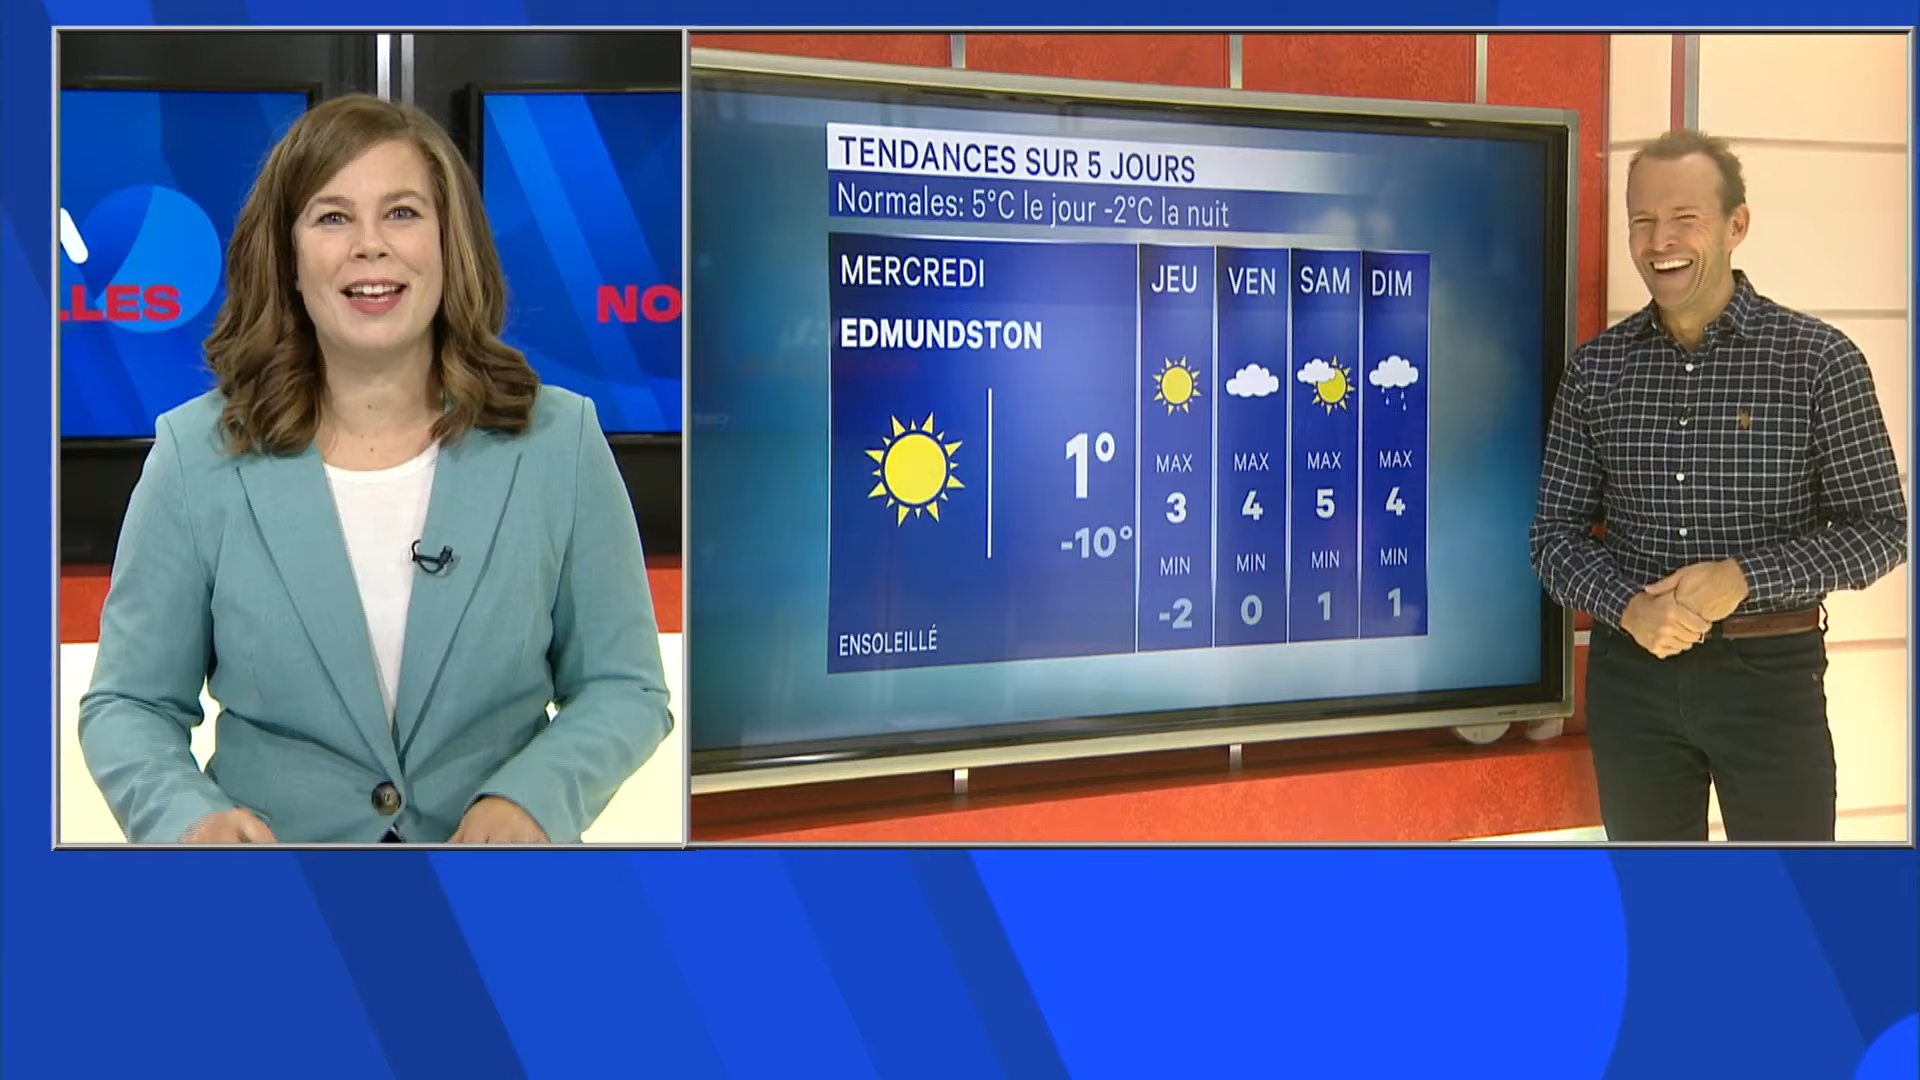 LLES
NO
TENDANCES SUR 5 JOURS
Normales: 5°C le jour -2°C la nuit
MERCREDI
EDMUNDSTON
1°
-10°
ENSOLEILLÉ
JEU VEN SAM DIM
MAX MAX MAX MAX
3 4 5 4
MIN MIN MIN MIN
-2 0 1 1